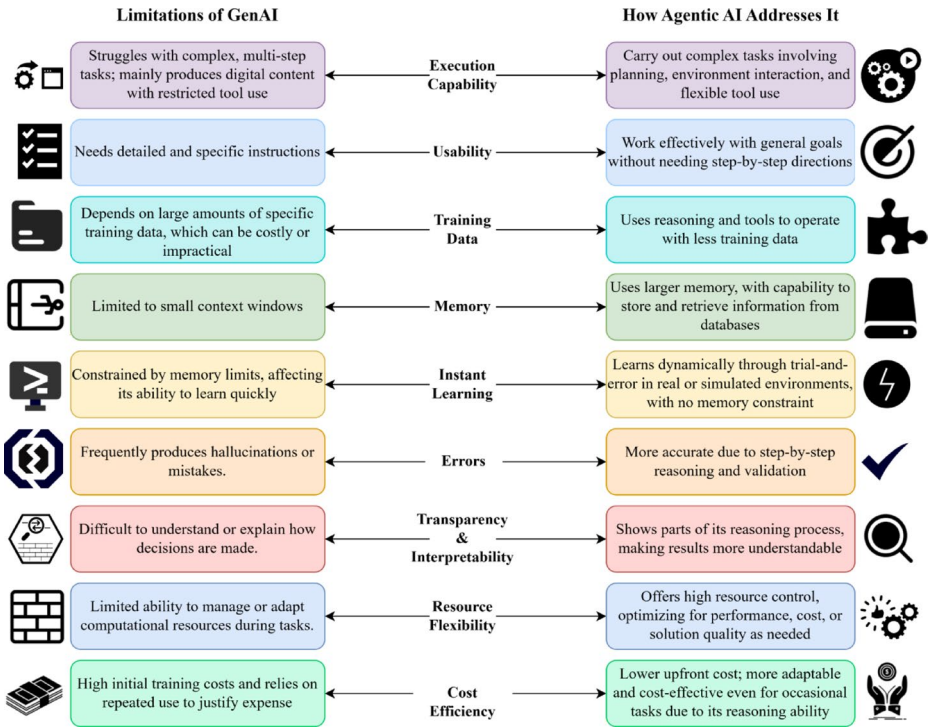 Limitations of GenAI
How Agentic AI Addresses It
Struggles with complex, multi-step
tasks; mainly produces digital content
with restricted tool use
Execution
Capability
Carry out complex tasks involving
planning, environment interaction, and
flexible tool use
Needs detailed and specific instructions
Usability
Work effectively with general goals
without needing step-by-step directions
Depends on large amounts of specific
training data, which can be costly or
impractical
Training
Data
Uses reasoning and tools to operate
with less training data
Limited to small context windows
Memory
Uses larger memory, with capability to
store and retrieve information from
databases
Constrained by memory limits, affecting
its ability to learn quickly
Instant
Learning
Learns dynamically through trial-and-
error in real or simulated environments,
with no memory constraint
Frequently produces hallucinations or
mistakes.
Errors
More accurate due to step-by-step
reasoning and validation
Difficult to understand or explain how
decisions are made.
Transparency
&
Interpretability
Shows parts of its reasoning process,
making results more understandable
Limited ability to manage or adapt
computational resources during tasks.
Resource
Flexibility
Offers high resource control,
optimizing for performance, cost, or
solution quality as needed
High initial training costs and relies on
repeated use to justify expense
Cost
Efficiency
Lower upfront cost; more adaptable
and cost-effective even for occasional
tasks due to its reasoning ability